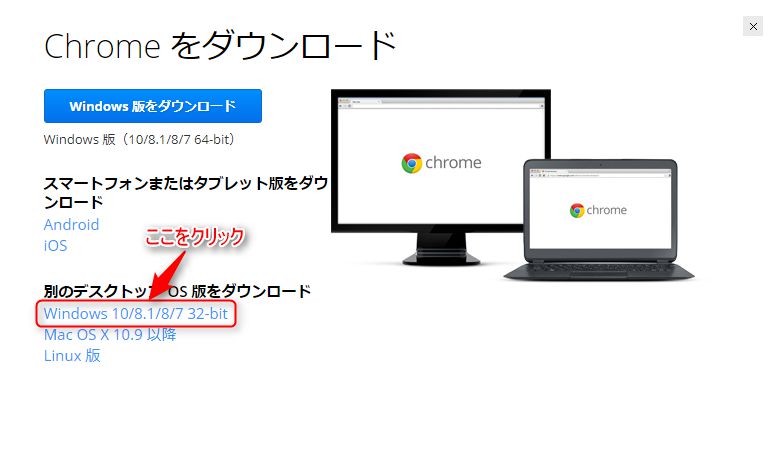 Chrome をダウンロード
Windows 版をダウンロード
Windows 版（10/8.1/8/7 64-bit）
スマートフォンまたはタブレット版をダウ
ンロード
Android
iOS
ここをクリック
別のデスクトップ OS 版をダウンロード
Windows 10/8.1/8/7 32-bit
Mac OS X 10.9 以降
Linux 版
chrome
chrome